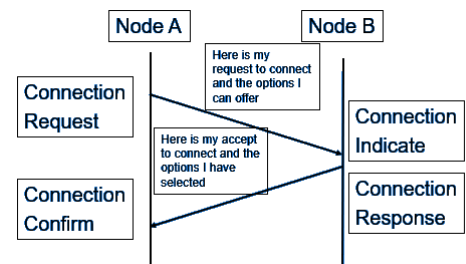 Node A
Node B
Here is my
request to connect
and the options I
can offer
Connection
Request
Connection
Indicate
Here is my accept
to connect and the
options I have
selected
Connection
Confirm
Connection
Response